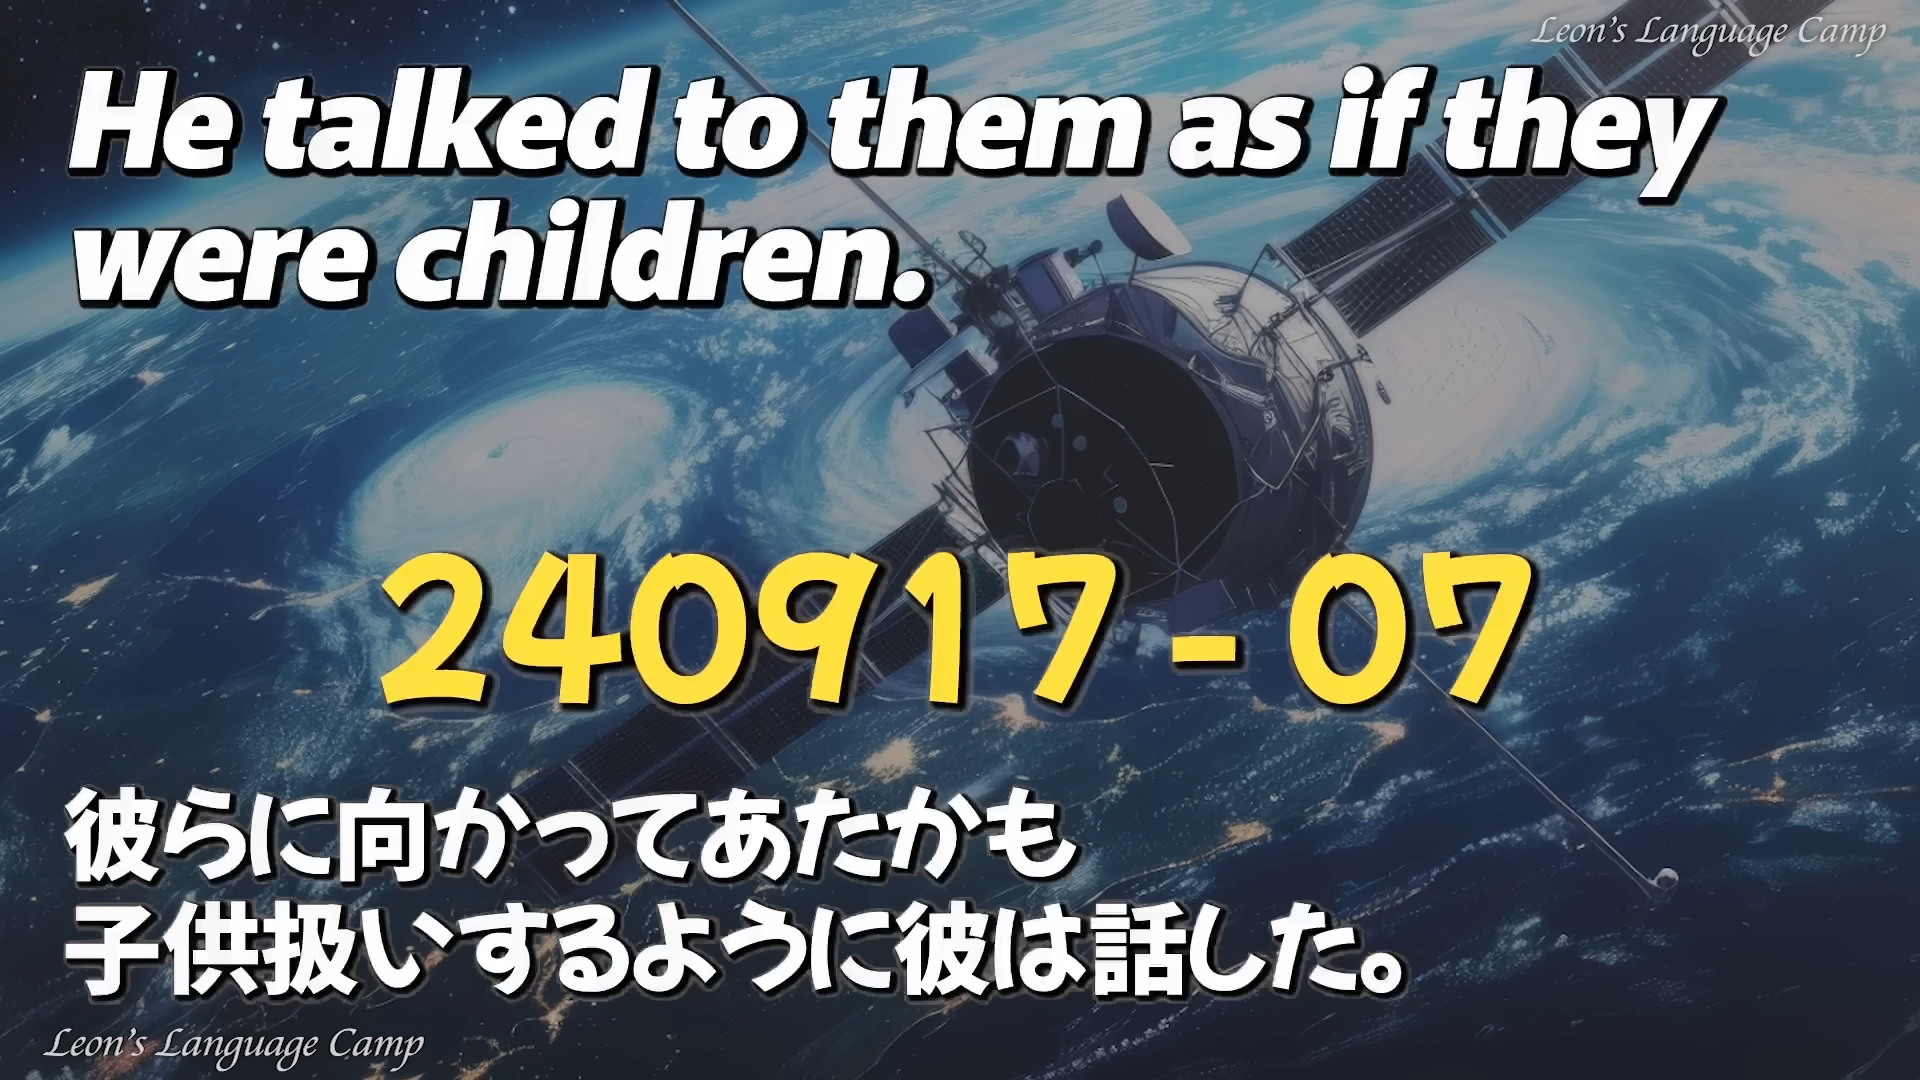 Leon's Language Camp
He talked to them as if they
were children.
240917-07
彼らに向かってあたかも
子供扱いするように彼は話した。
Leon's Language Camp